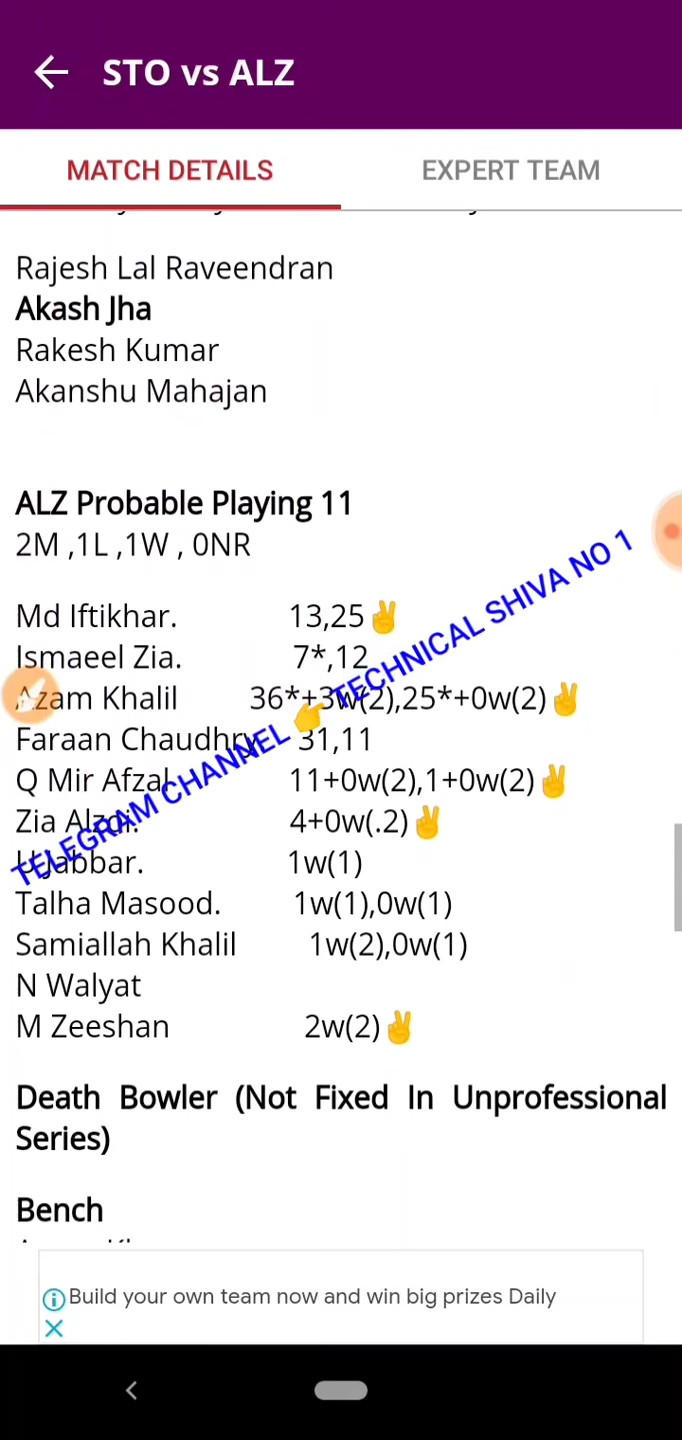 STO vs ALZ
MATCH DETAILS EXPERT TEAM
Rajesh Lal Raveendran
Akash Jha
Rakesh Kumar
Akanshu Mahajan
ALZ Probable Playing 11
2M ,1L ,1W , 0NR
Md Iftikhar. 13,25✌
Ismaeel Zia. 7*,12
Azam Khalil 36*+3w(2),25*+0w(2)✌
Faraan Chaudhry 31,11
Q Mir Afzal 11+0w(2),1+0w(2)✌
Zia Alzai. 4+0w(.2)✌
Jabbar. 1w(1)
Talha Masood. 1w(1),0w(1)
Samiallah Khalil 1w(2),0w(1)
N Walyat
M Zeeshan 2w(2)✌
TELEGRAM CHANNEL 👉 TECHNICAL SHIVA NO 1
Death Bowler (Not Fixed In Unprofessional
Series)
Bench
Build your own team now and win big prizes Daily